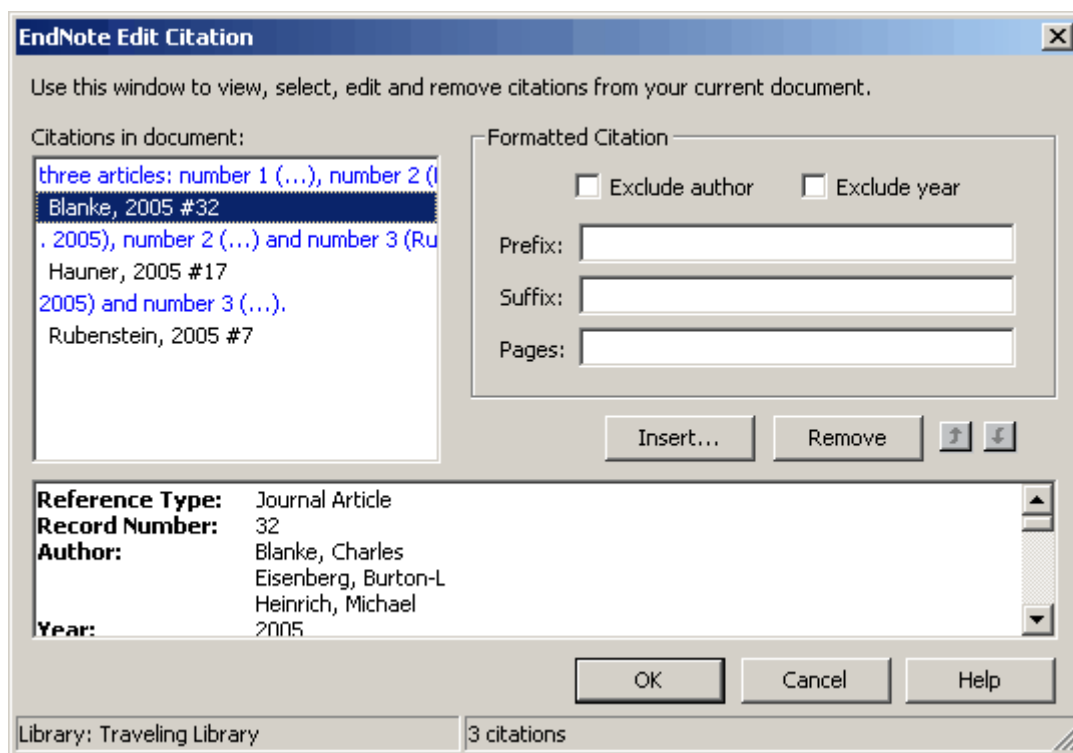 EndNote Edit Citation
Use this window to view, select, edit and remove citations from your current document.
Citations in document:
three articles: number 1 (...), number 2 (
Blanke, 2005 #32
. 2005), number 2 (...) and number 3 (Ru
Hauner, 2005 #17
2005) and number 3 (...).
Rubenstein, 2005 #7
Formatted Citation
Exclude author
Exclude year
Prefix:
Suffix:
Pages:
Insert...
Remove
Reference Type: Journal Article
Record Number: 32
Author: Blanke, Charles
Eisenberg, Burton-L
Heinrich, Michael
Year: 2005
OK
Cancel
Help
Library: Traveling Library
3 citations